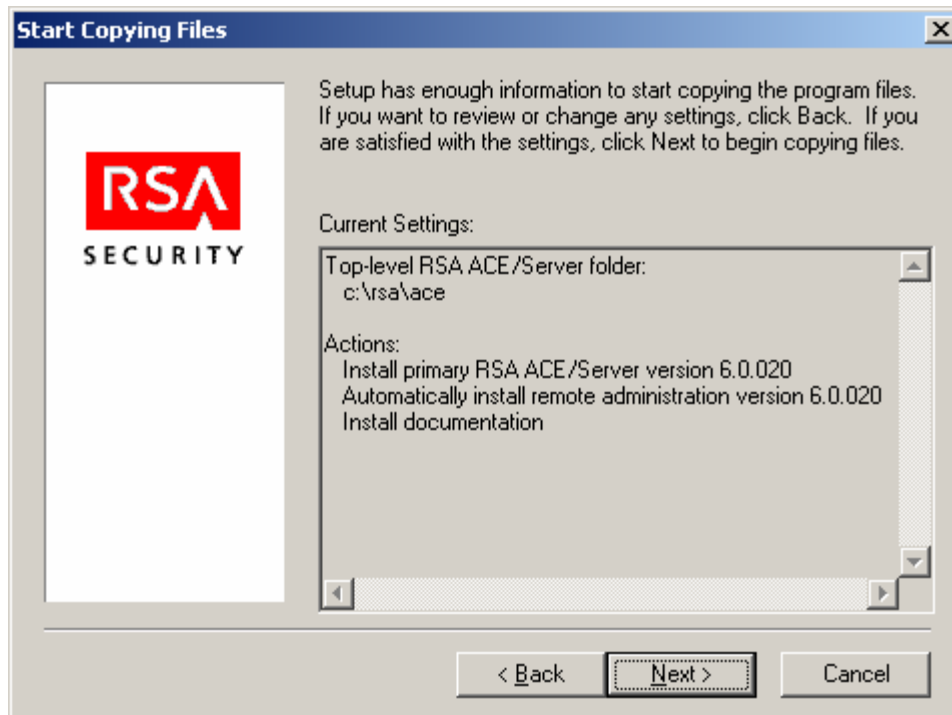 Start Copying Files
RSA
SECURITY
Setup has enough information to start copying the program files.
If you want to review or change any settings, click Back. If you
are satisfied with the settings, click Next to begin copying files.
Current Settings:
Top-level RSA ACE/Server folder:
c:\rsa\ace
Actions:
Install primary RSA ACE/Server version 6.0.020
Automatically install remote administration version 6.0.020
Install documentation
< Back
Next >
Cancel